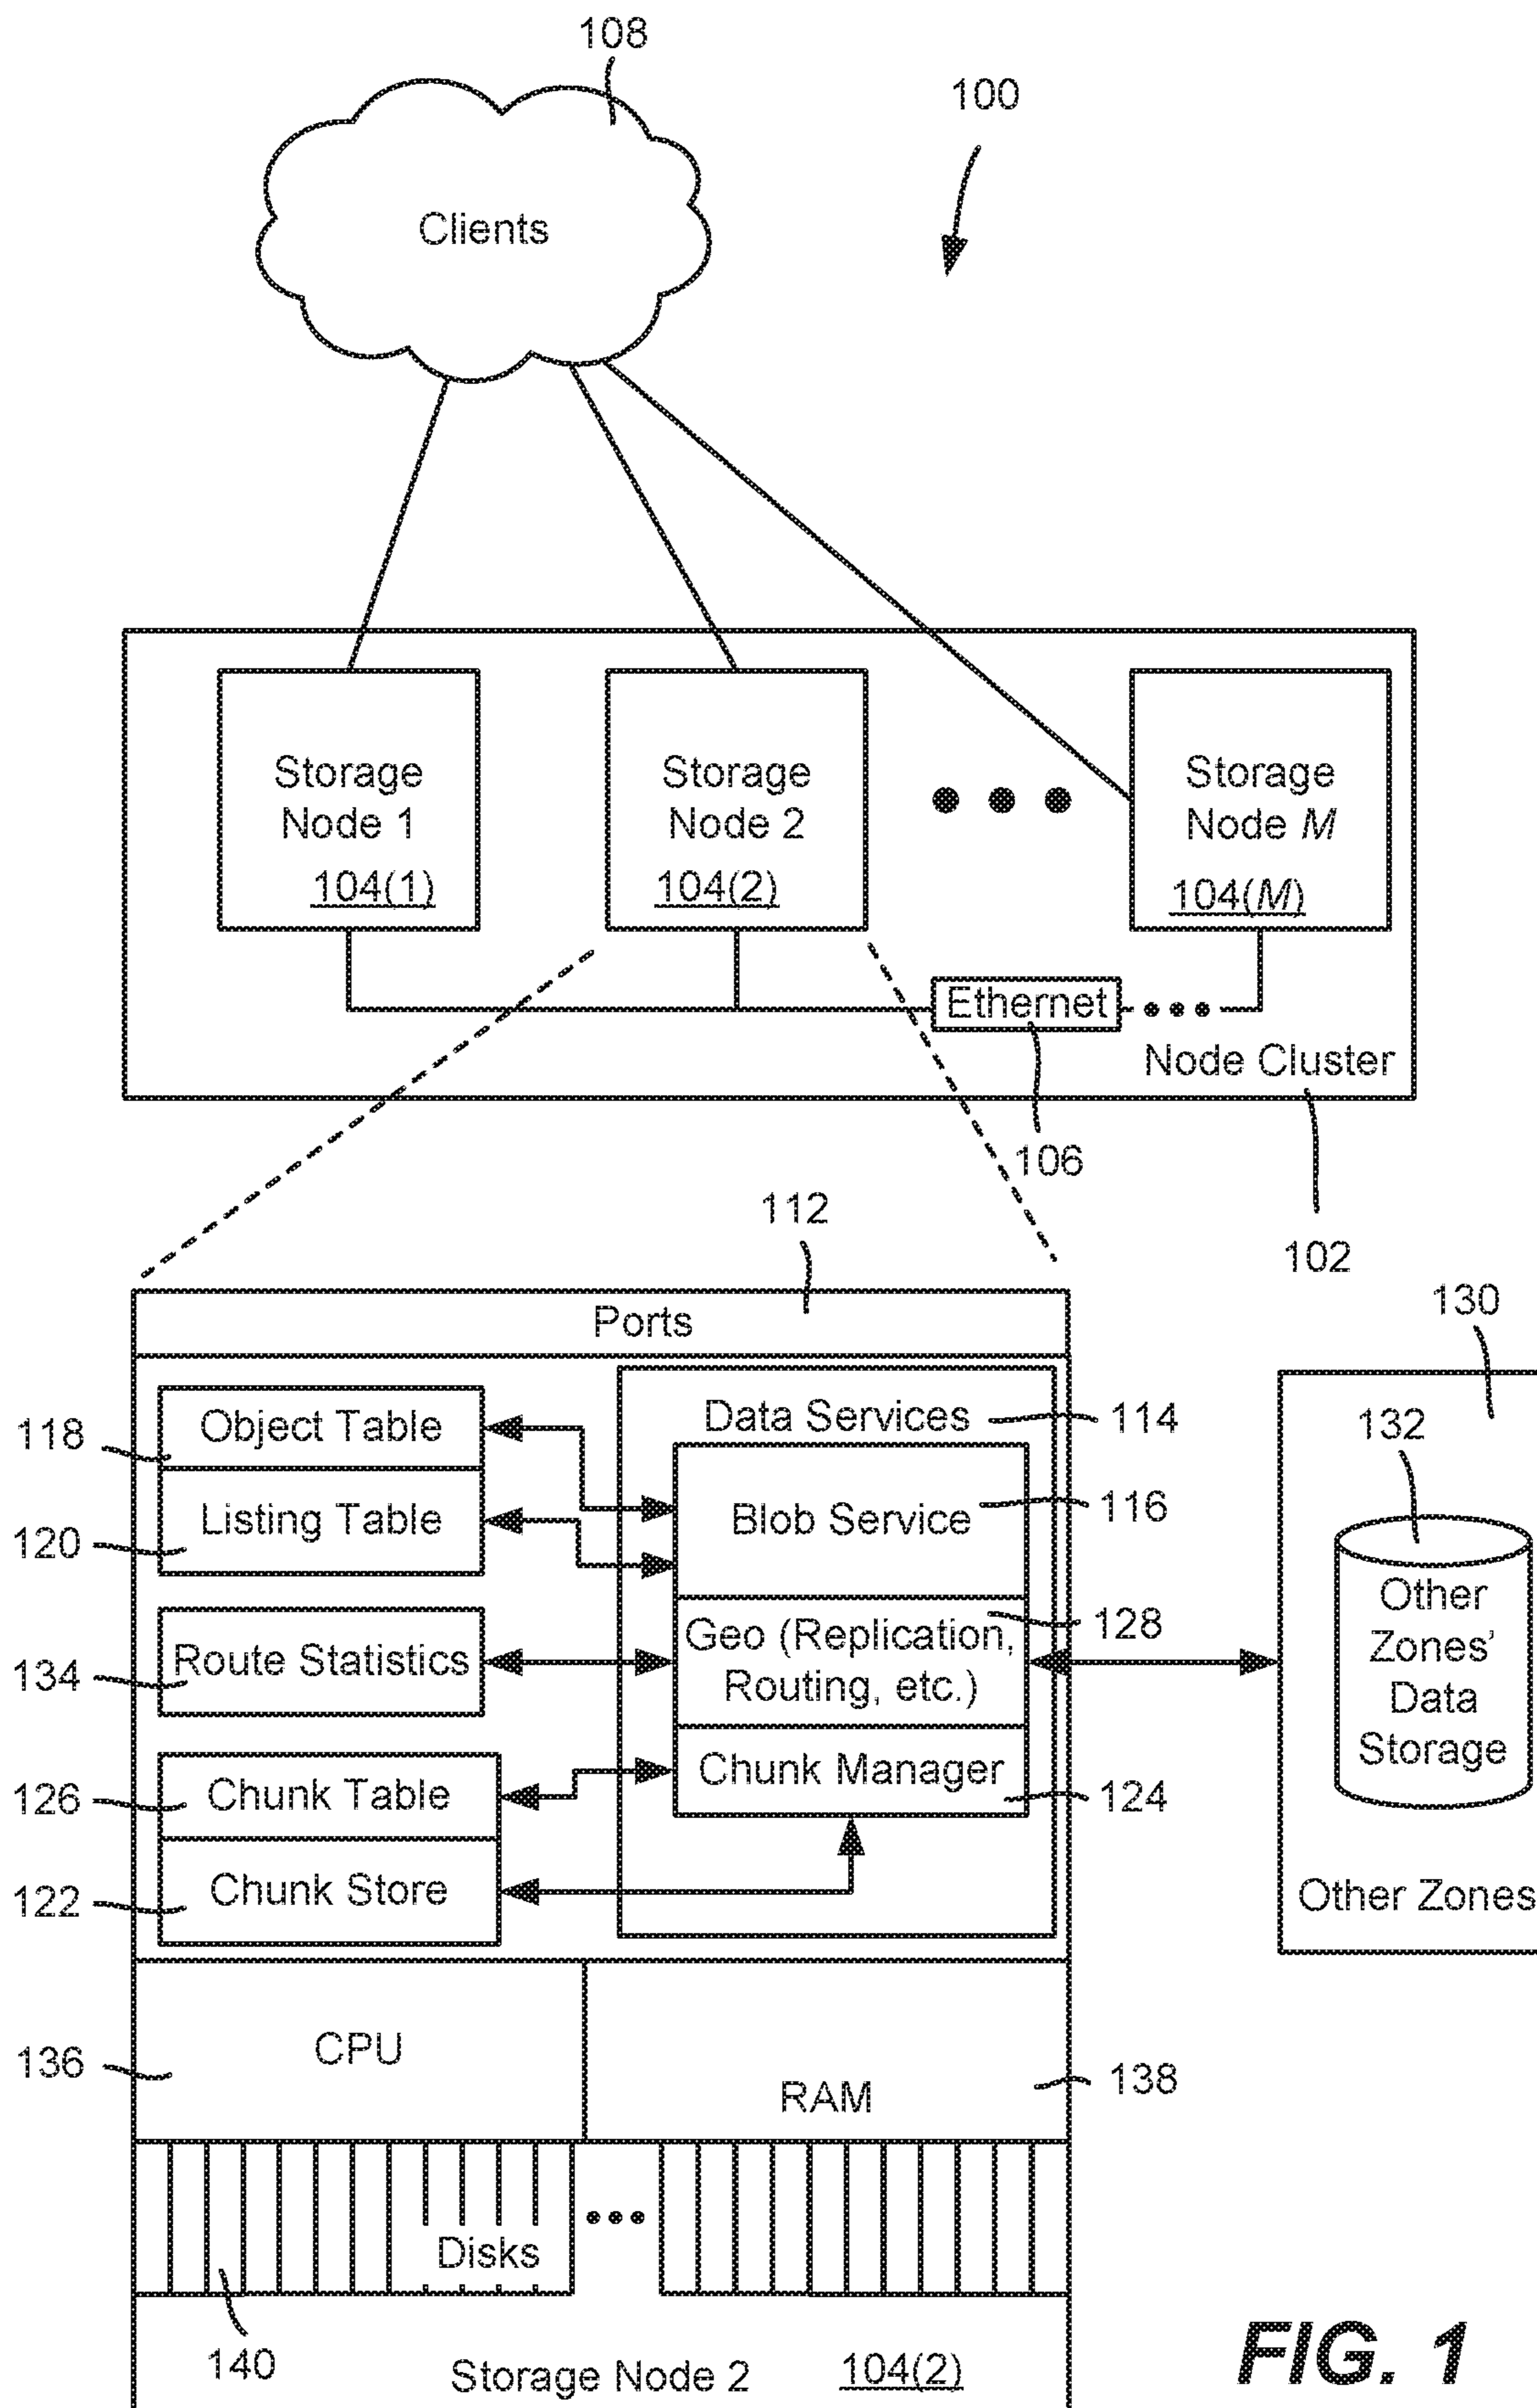 108
100
Clients
Storage
Node 1
104(1)
Storage
Node 2
104(2)
Storage
Node M
104(M)
Ethernet
Node Cluster
106
102
112
Ports
130
Object Table
118
Listing Table
120
Route Statistics
134
Chunk Table
126
Chunk Store
122
Data Services
114
Blob Service
116
Geo (Replication,
Routing, etc.)
128
Chunk Manager
124
132
Other
Zones'
Data
Storage
Other Zones
CPU
136
RAM
138
Disks
140
Storage Node 2
104(2)
FIG. 1